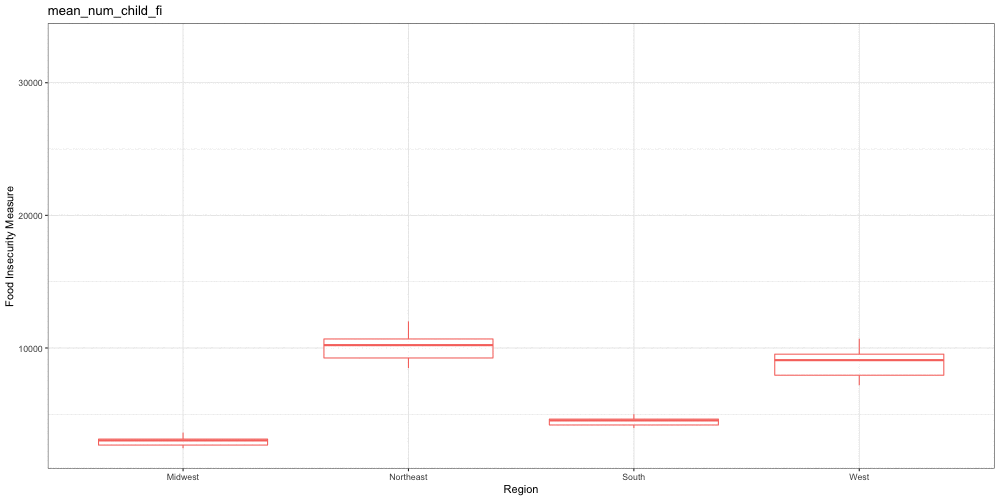 mean_num_child_fi
Food Insecurity Measure
30000
20000
10000
Midwest
Northeast
South
West
Region